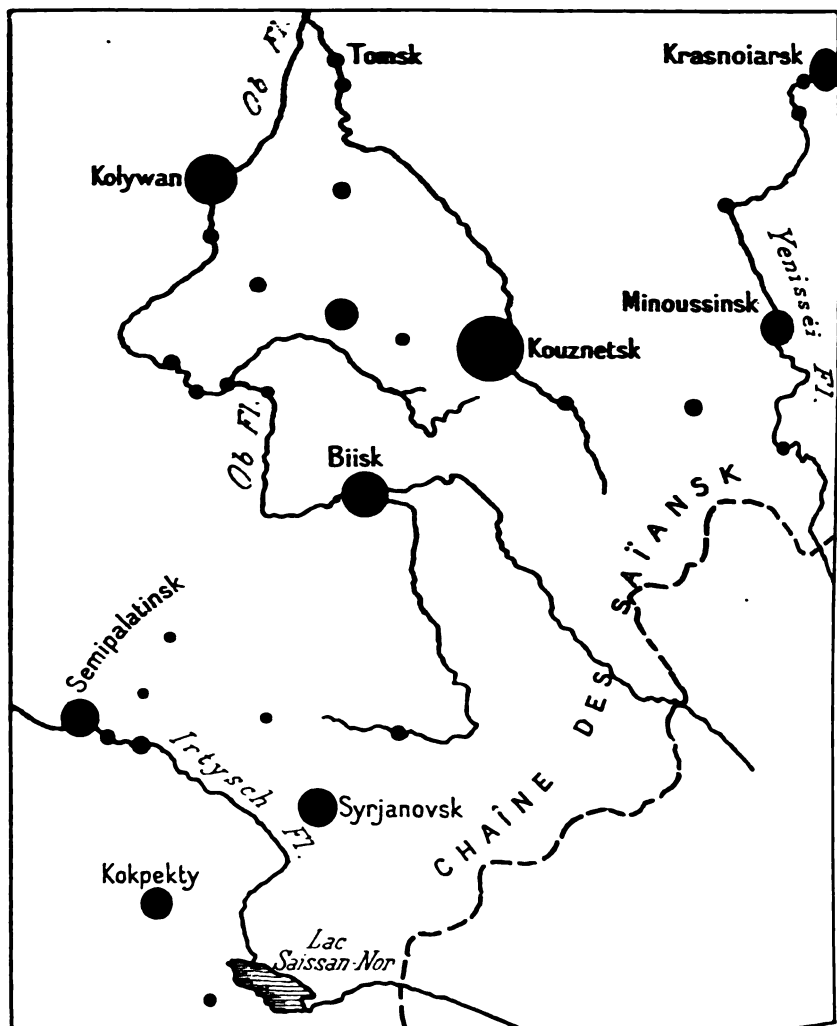 Ob Fl.
Tomsk
Krasnoiarsk
Kolywan
Yenisséi Fl.
Minoussinsk
Kouznetsk
Ob Fl.
Biisk
CHAÎNE DES SAÏANSK
Semipalatinsk
Irtysch Fl.
Syrjanovsk
Kokpekty
Lac
Saissan-Nor